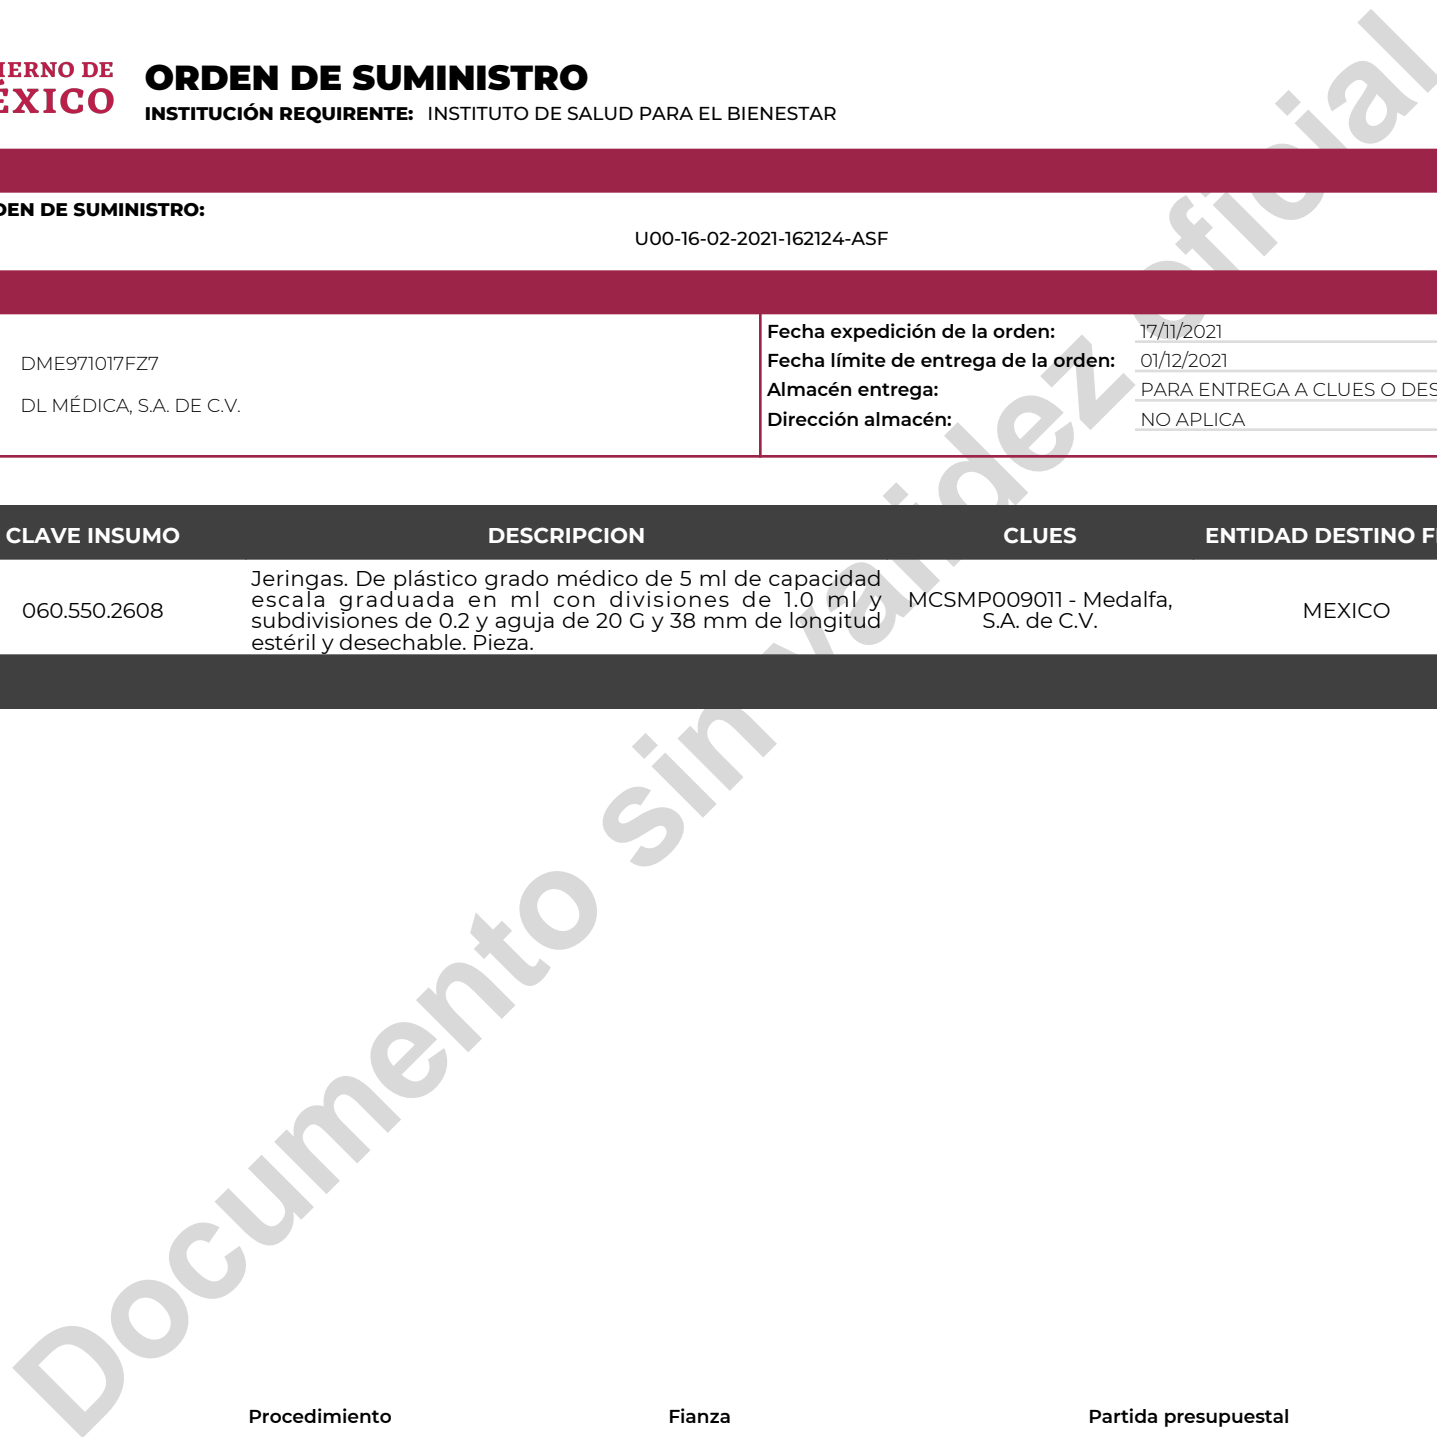 IERNO DE
ÉXICO
ORDEN DE SUMINISTRO
INSTITUCIÓN REQUIRENTE: INSTITUTO DE SALUD PARA EL BIENESTAR
DEN DE SUMINISTRO:
U00-16-02-2021-162124-ASF
DME971017FZ7
DL MÉDICA, S.A. DE C.V.
Fecha expedición de la orden: 17/11/2021
Fecha límite de entrega de la orden: 01/12/2021
Almacén entrega: PARA ENTREGA A CLUES O DES
Dirección almacén: NO APLICA
CLAVE INSUMO DESCRIPCION CLUES ENTIDAD DESTINO FI
060.550.2608
Jeringas. De plástico grado médico de 5 ml de capacidad
escala graduada en ml con divisiones de 1.0 ml y
subdivisiones de 0.2 y aguja de 20 G y 38 mm de longitud
estéril y desechable. Pieza.
MCSMP009011 - Medalfa,
S.A. de C.V.
MEXICO
Documento sin validez oficial
Procedimiento Fianza Partida presupuestal